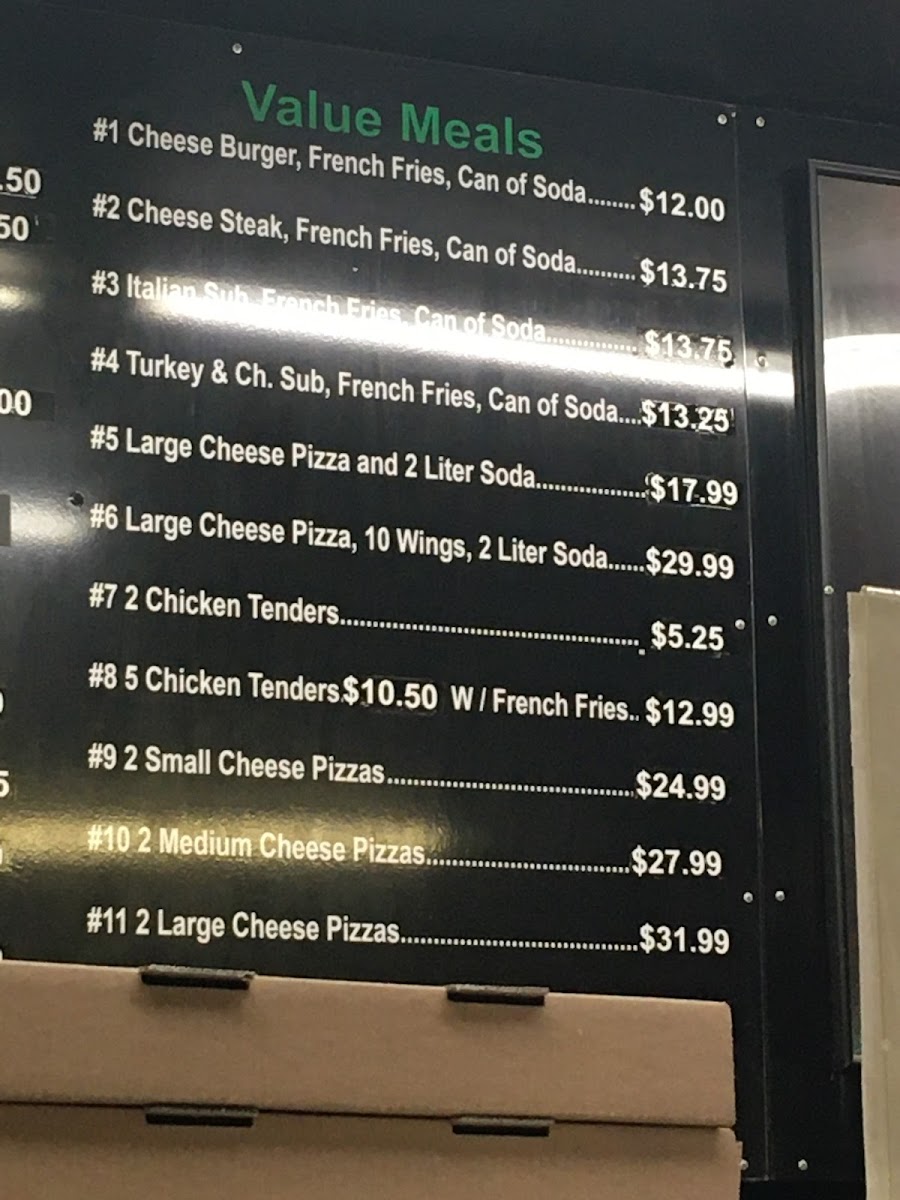 Value Meals
#1 Cheese Burger, French Fries, Can of Soda........$12.00
#2 Cheese Steak, French Fries, Can of Soda..........$13.75
#3 Italian Sub, French Fries, Can of Soda...............$13.75
#4 Turkey & Ch. Sub, French Fries, Can of Soda....$13.25
#5 Large Cheese Pizza and 2 Liter Soda..................$17.99
#6 Large Cheese Pizza, 10 Wings, 2 Liter Soda......$29.99
#7 2 Chicken Tenders.................................................$5.25
#8 5 Chicken Tenders.$10.50 W / French Fries..$12.99
#9 2 Small Cheese Pizzas........................................$24.99
#10 2 Medium Cheese Pizzas.................................$27.99
#11 2 Large Cheese Pizzas......................................$31.99
.50
50
00
5